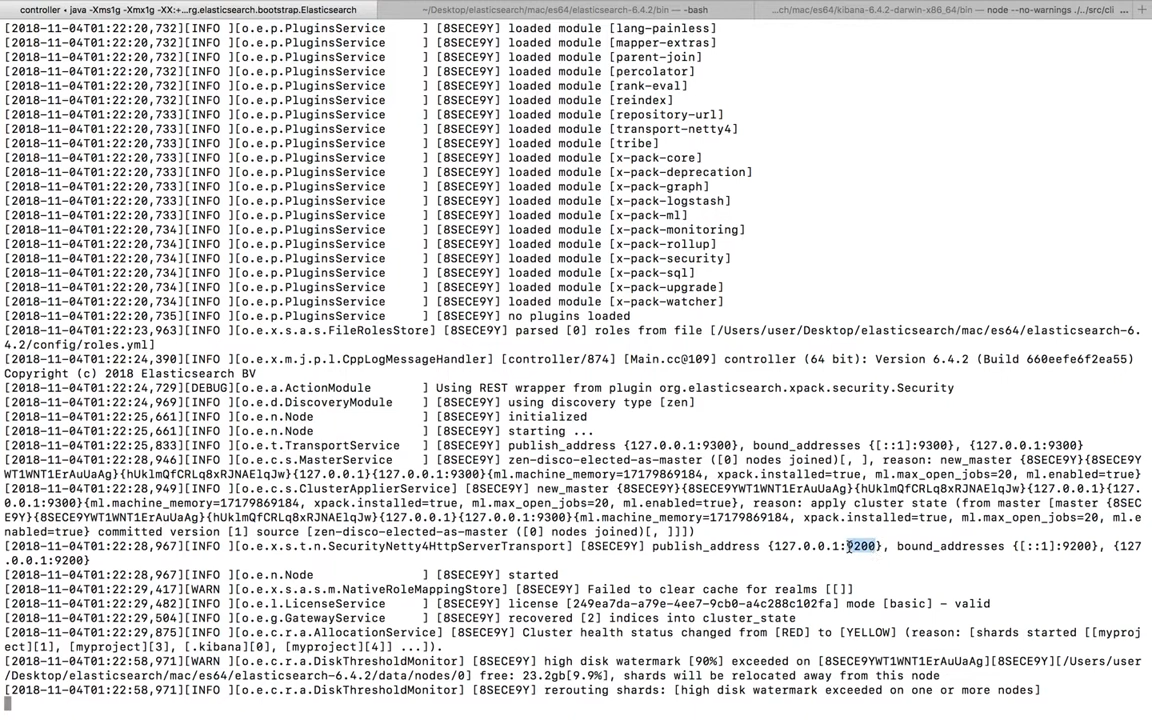 controller • java -Xms1g -Xmx1g -XX:+...rg.elasticsearch.bootstrap.Elasticsearch
~/Desktop/elasticsearch/mac/es64/elasticsearch-6.4.2/bin — -bash
...ch/mac/es64/kibana-6.4.2-darwin-x86_64/bin — node --no-warnings ./../src/cli ... +
[2018-11-04T01:22:20,732][INFO ][o.e.p.PluginsService     ] [8SECE9Y] loaded module [lang-painless]
[2018-11-04T01:22:20,732][INFO ][o.e.p.PluginsService     ] [8SECE9Y] loaded module [mapper-extras]
[2018-11-04T01:22:20,732][INFO ][o.e.p.PluginsService     ] [8SECE9Y] loaded module [parent-join]
[2018-11-04T01:22:20,732][INFO ][o.e.p.PluginsService     ] [8SECE9Y] loaded module [percolator]
[2018-11-04T01:22:20,732][INFO ][o.e.p.PluginsService     ] [8SECE9Y] loaded module [rank-eval]
[2018-11-04T01:22:20,732][INFO ][o.e.p.PluginsService     ] [8SECE9Y] loaded module [reindex]
[2018-11-04T01:22:20,733][INFO ][o.e.p.PluginsService     ] [8SECE9Y] loaded module [repository-url]
[2018-11-04T01:22:20,733][INFO ][o.e.p.PluginsService     ] [8SECE9Y] loaded module [transport-netty4]
[2018-11-04T01:22:20,733][INFO ][o.e.p.PluginsService     ] [8SECE9Y] loaded module [tribe]
[2018-11-04T01:22:20,733][INFO ][o.e.p.PluginsService     ] [8SECE9Y] loaded module [x-pack-core]
[2018-11-04T01:22:20,733][INFO ][o.e.p.PluginsService     ] [8SECE9Y] loaded module [x-pack-deprecation]
[2018-11-04T01:22:20,733][INFO ][o.e.p.PluginsService     ] [8SECE9Y] loaded module [x-pack-graph]
[2018-11-04T01:22:20,733][INFO ][o.e.p.PluginsService     ] [8SECE9Y] loaded module [x-pack-logstash]
[2018-11-04T01:22:20,733][INFO ][o.e.p.PluginsService     ] [8SECE9Y] loaded module [x-pack-ml]
[2018-11-04T01:22:20,734][INFO ][o.e.p.PluginsService     ] [8SECE9Y] loaded module [x-pack-monitoring]
[2018-11-04T01:22:20,734][INFO ][o.e.p.PluginsService     ] [8SECE9Y] loaded module [x-pack-rollup]
[2018-11-04T01:22:20,734][INFO ][o.e.p.PluginsService     ] [8SECE9Y] loaded module [x-pack-security]
[2018-11-04T01:22:20,734][INFO ][o.e.p.PluginsService     ] [8SECE9Y] loaded module [x-pack-sql]
[2018-11-04T01:22:20,734][INFO ][o.e.p.PluginsService     ] [8SECE9Y] loaded module [x-pack-upgrade]
[2018-11-04T01:22:20,734][INFO ][o.e.p.PluginsService     ] [8SECE9Y] loaded module [x-pack-watcher]
[2018-11-04T01:22:20,735][INFO ][o.e.p.PluginsService     ] [8SECE9Y] no plugins loaded
[2018-11-04T01:22:23,963][INFO ][o.e.x.s.a.s.FileRolesStore] [8SECE9Y] parsed [0] roles from file [/Users/user/Desktop/elasticsearch/mac/es64/elasticsearch-6.
4.2/config/roles.yml]
[2018-11-04T01:22:24,390][INFO ][o.e.x.m.j.p.l.CppLogMessageHandler] [controller/874] [Main.cc@109] controller (64 bit): Version 6.4.2 (Build 660eefe6f2ea55)
Copyright (c) 2018 Elasticsearch BV
[2018-11-04T01:22:24,729][DEBUG][o.e.a.ActionModule       ] Using REST wrapper from plugin org.elasticsearch.xpack.security.Security
[2018-11-04T01:22:24,969][INFO ][o.e.d.DiscoveryModule    ] [8SECE9Y] using discovery type [zen]
[2018-11-04T01:22:25,661][INFO ][o.e.n.Node               ] [8SECE9Y] initialized
[2018-11-04T01:22:25,661][INFO ][o.e.n.Node               ] [8SECE9Y] starting ...
[2018-11-04T01:22:25,833][INFO ][o.e.t.TransportService   ] [8SECE9Y] publish_address {127.0.0.1:9300}, bound_addresses {[::1]:9300}, {127.0.0.1:9300}
[2018-11-04T01:22:28,946][INFO ][o.e.c.s.MasterService    ] [8SECE9Y] zen-disco-elected-as-master ([0] nodes joined)[, ], reason: new_master {8SECE9Y}{8SECE9Y
WT1WNT1ErAuUaAg}{hUklmQfCRLq8xRJNAElqJw}{127.0.0.1}{127.0.0.1:9300}{ml.machine_memory=17179869184, xpack.installed=true, ml.max_open_jobs=20, ml.enabled=true}
[2018-11-04T01:22:28,949][INFO ][o.e.c.s.ClusterApplierService] [8SECE9Y] new_master {8SECE9Y}{8SECE9YWT1WNT1ErAuUaAg}{hUklmQfCRLq8xRJNAElqJw}{127.0.0.1}{127.
0.0.1:9300}{ml.machine_memory=17179869184, xpack.installed=true, ml.max_open_jobs=20, ml.enabled=true}, reason: apply cluster state (from master [master {8SEC
E9Y}{8SECE9YWT1WNT1ErAuUaAg}{hUklmQfCRLq8xRJNAElqJw}{127.0.0.1}{127.0.0.1:9300}{ml.machine_memory=17179869184, xpack.installed=true, ml.max_open_jobs=20, ml.e
nabled=true} committed version [1] source [zen-disco-elected-as-master ([0] nodes joined)[, ]]])
[2018-11-04T01:22:28,967][INFO ][o.e.x.s.t.n.SecurityNetty4HttpServerTransport] [8SECE9Y] publish_address {127.0.0.1:9200}, bound_addresses {[::1]:9200}, {127
.0.0.1:9200}
[2018-11-04T01:22:28,967][INFO ][o.e.n.Node               ] [8SECE9Y] started
[2018-11-04T01:22:29,417][WARN ][o.e.x.s.a.s.m.NativeRoleMappingStore] [8SECE9Y] Failed to clear cache for realms [[]]
[2018-11-04T01:22:29,482][INFO ][o.e.l.LicenseService     ] [8SECE9Y] license [249ea7da-a79e-4ee7-9cb0-a4c288c102fa] mode [basic] - valid
[2018-11-04T01:22:29,504][INFO ][o.e.g.GatewayService     ] [8SECE9Y] recovered [2] indices into cluster_state
[2018-11-04T01:22:29,875][INFO ][o.e.c.r.a.AllocationService] [8SECE9Y] Cluster health status changed from [RED] to [YELLOW] (reason: [shards started [[myproj
ect][1], [myproject][3], [.kibana][0], [myproject][4]] ...]).
[2018-11-04T01:22:58,971][WARN ][o.e.c.r.a.DiskThresholdMonitor] [8SECE9Y] high disk watermark [90%] exceeded on [8SECE9YWT1WNT1ErAuUaAg][8SECE9Y][/Users/user
/Desktop/elasticsearch/mac/es64/elasticsearch-6.4.2/data/nodes/0] free: 23.2gb[9.9%], shards will be relocated away from this node
[2018-11-04T01:22:58,971][INFO ][o.e.c.r.a.DiskThresholdMonitor] [8SECE9Y] rerouting shards: [high disk watermark exceeded on one or more nodes]